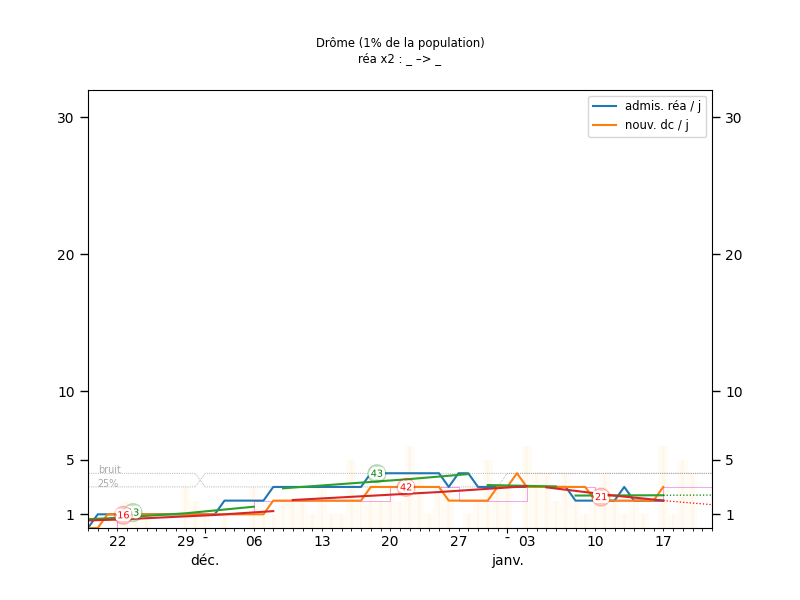 Drôme (1% de la population)
réa x2 : _ –> _
admis. réa / j
nouv. dc / j
30 30
20 20
10 10
5 5
1 1
bruit
25%
16
3
43
42
21
22 29 - 06 13 20 27 - 03 10 17
déc. janv.